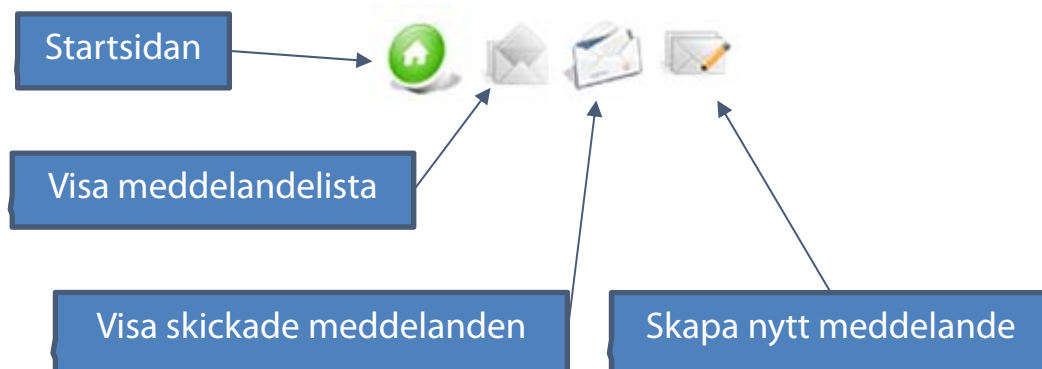 Startsidan
Visa meddelandelista
Visa skickade meddelanden
Skapa nytt meddelande